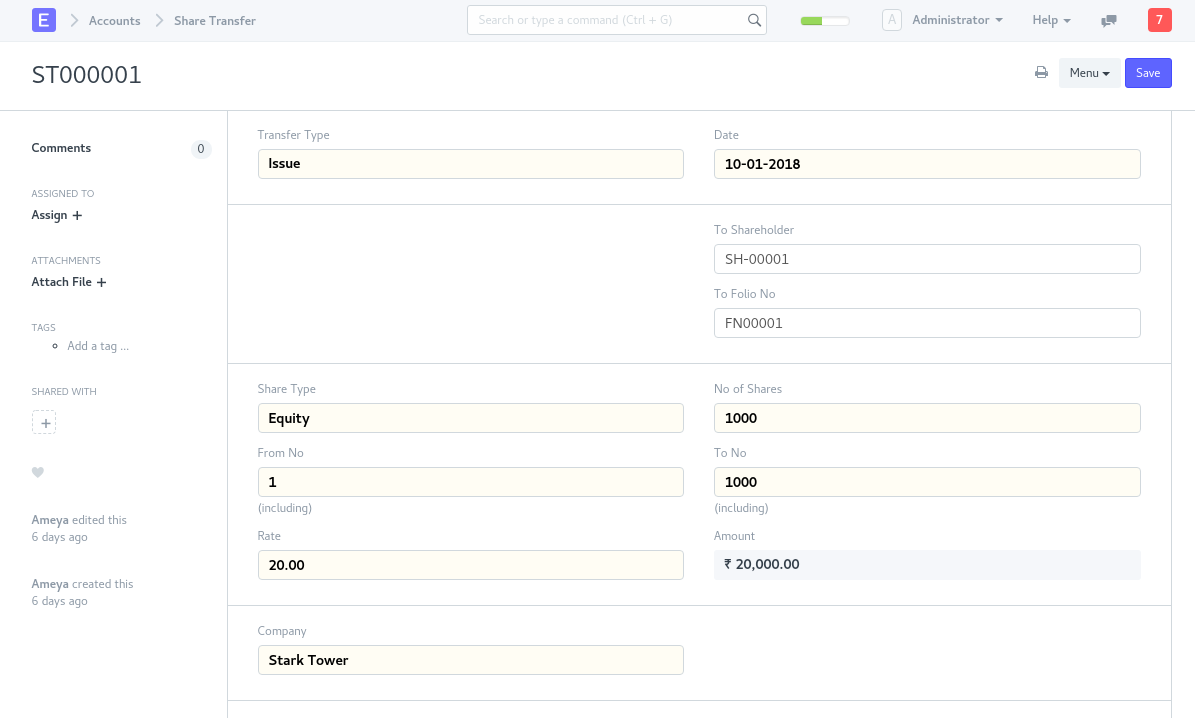 E Accounts Share Transfer Search or type a command (Ctrl + G) A Administrator Help 7
ST000001 Menu Save
Comments 0
ASSIGNED TO
Assign +
ATTACHMENTS
Attach File +
TAGS
Add a tag ...
SHARED WITH
+
Ameya edited this
6 days ago
Ameya created this
6 days ago
Transfer Type
Issue
Date
10-01-2018
To Shareholder
SH-00001
To Folio No
FN00001
Share Type
Equity
No of Shares
1000
From No
1
(including)
To No
1000
(including)
Rate
20.00
Amount
₹ 20,000.00
Company
Stark Tower